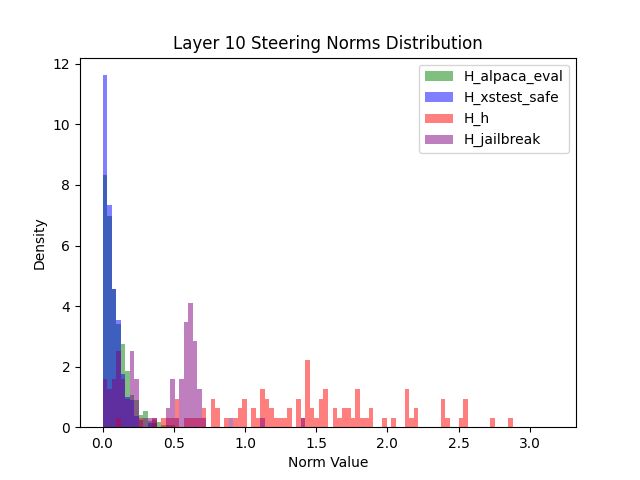 Layer 10 Steering Norms Distribution
H_alpaca_eval
H_xstest_safe
H_h
H_jailbreak
Density
12
10
8
6
4
2
0
0.0 0.5 1.0 1.5 2.0 2.5 3.0
Norm Value